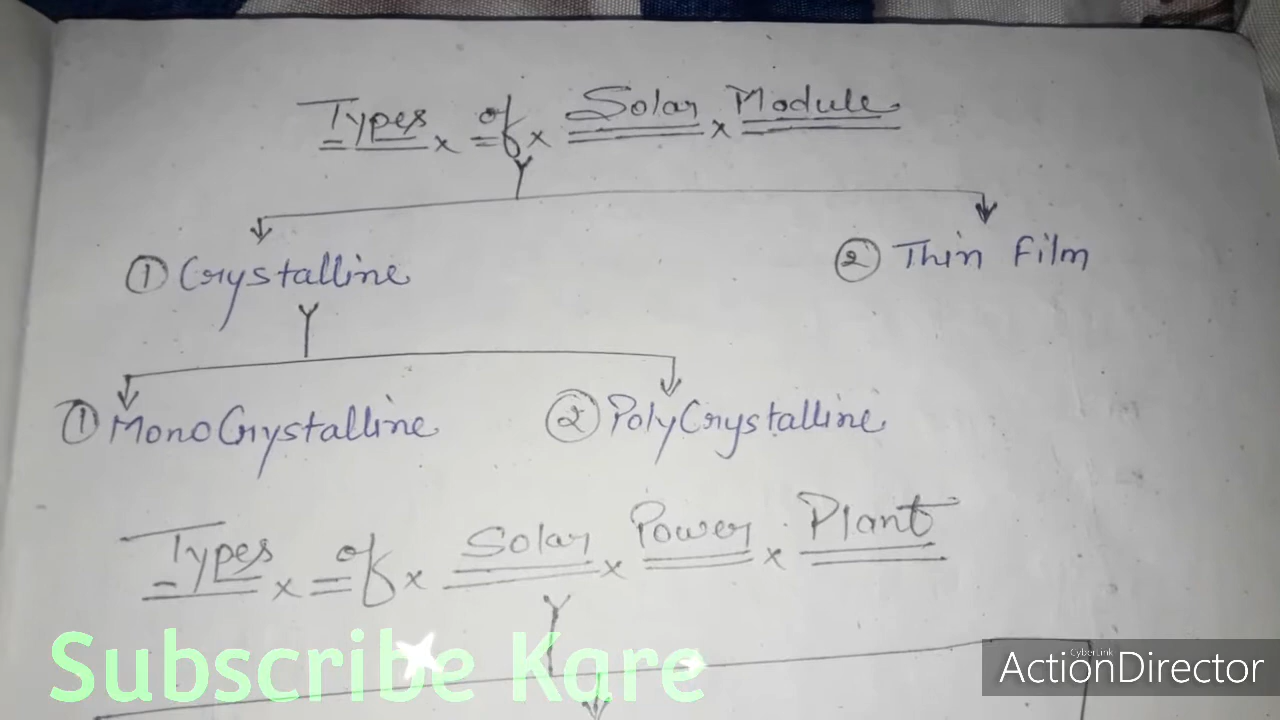 Types of Solar Module
① Crystalline ② Thin Film
① MonoCrystalline ② PolyCrystalline
Types of Solar Power Plant
Subscribe Kare
CyberLink
ActionDirector